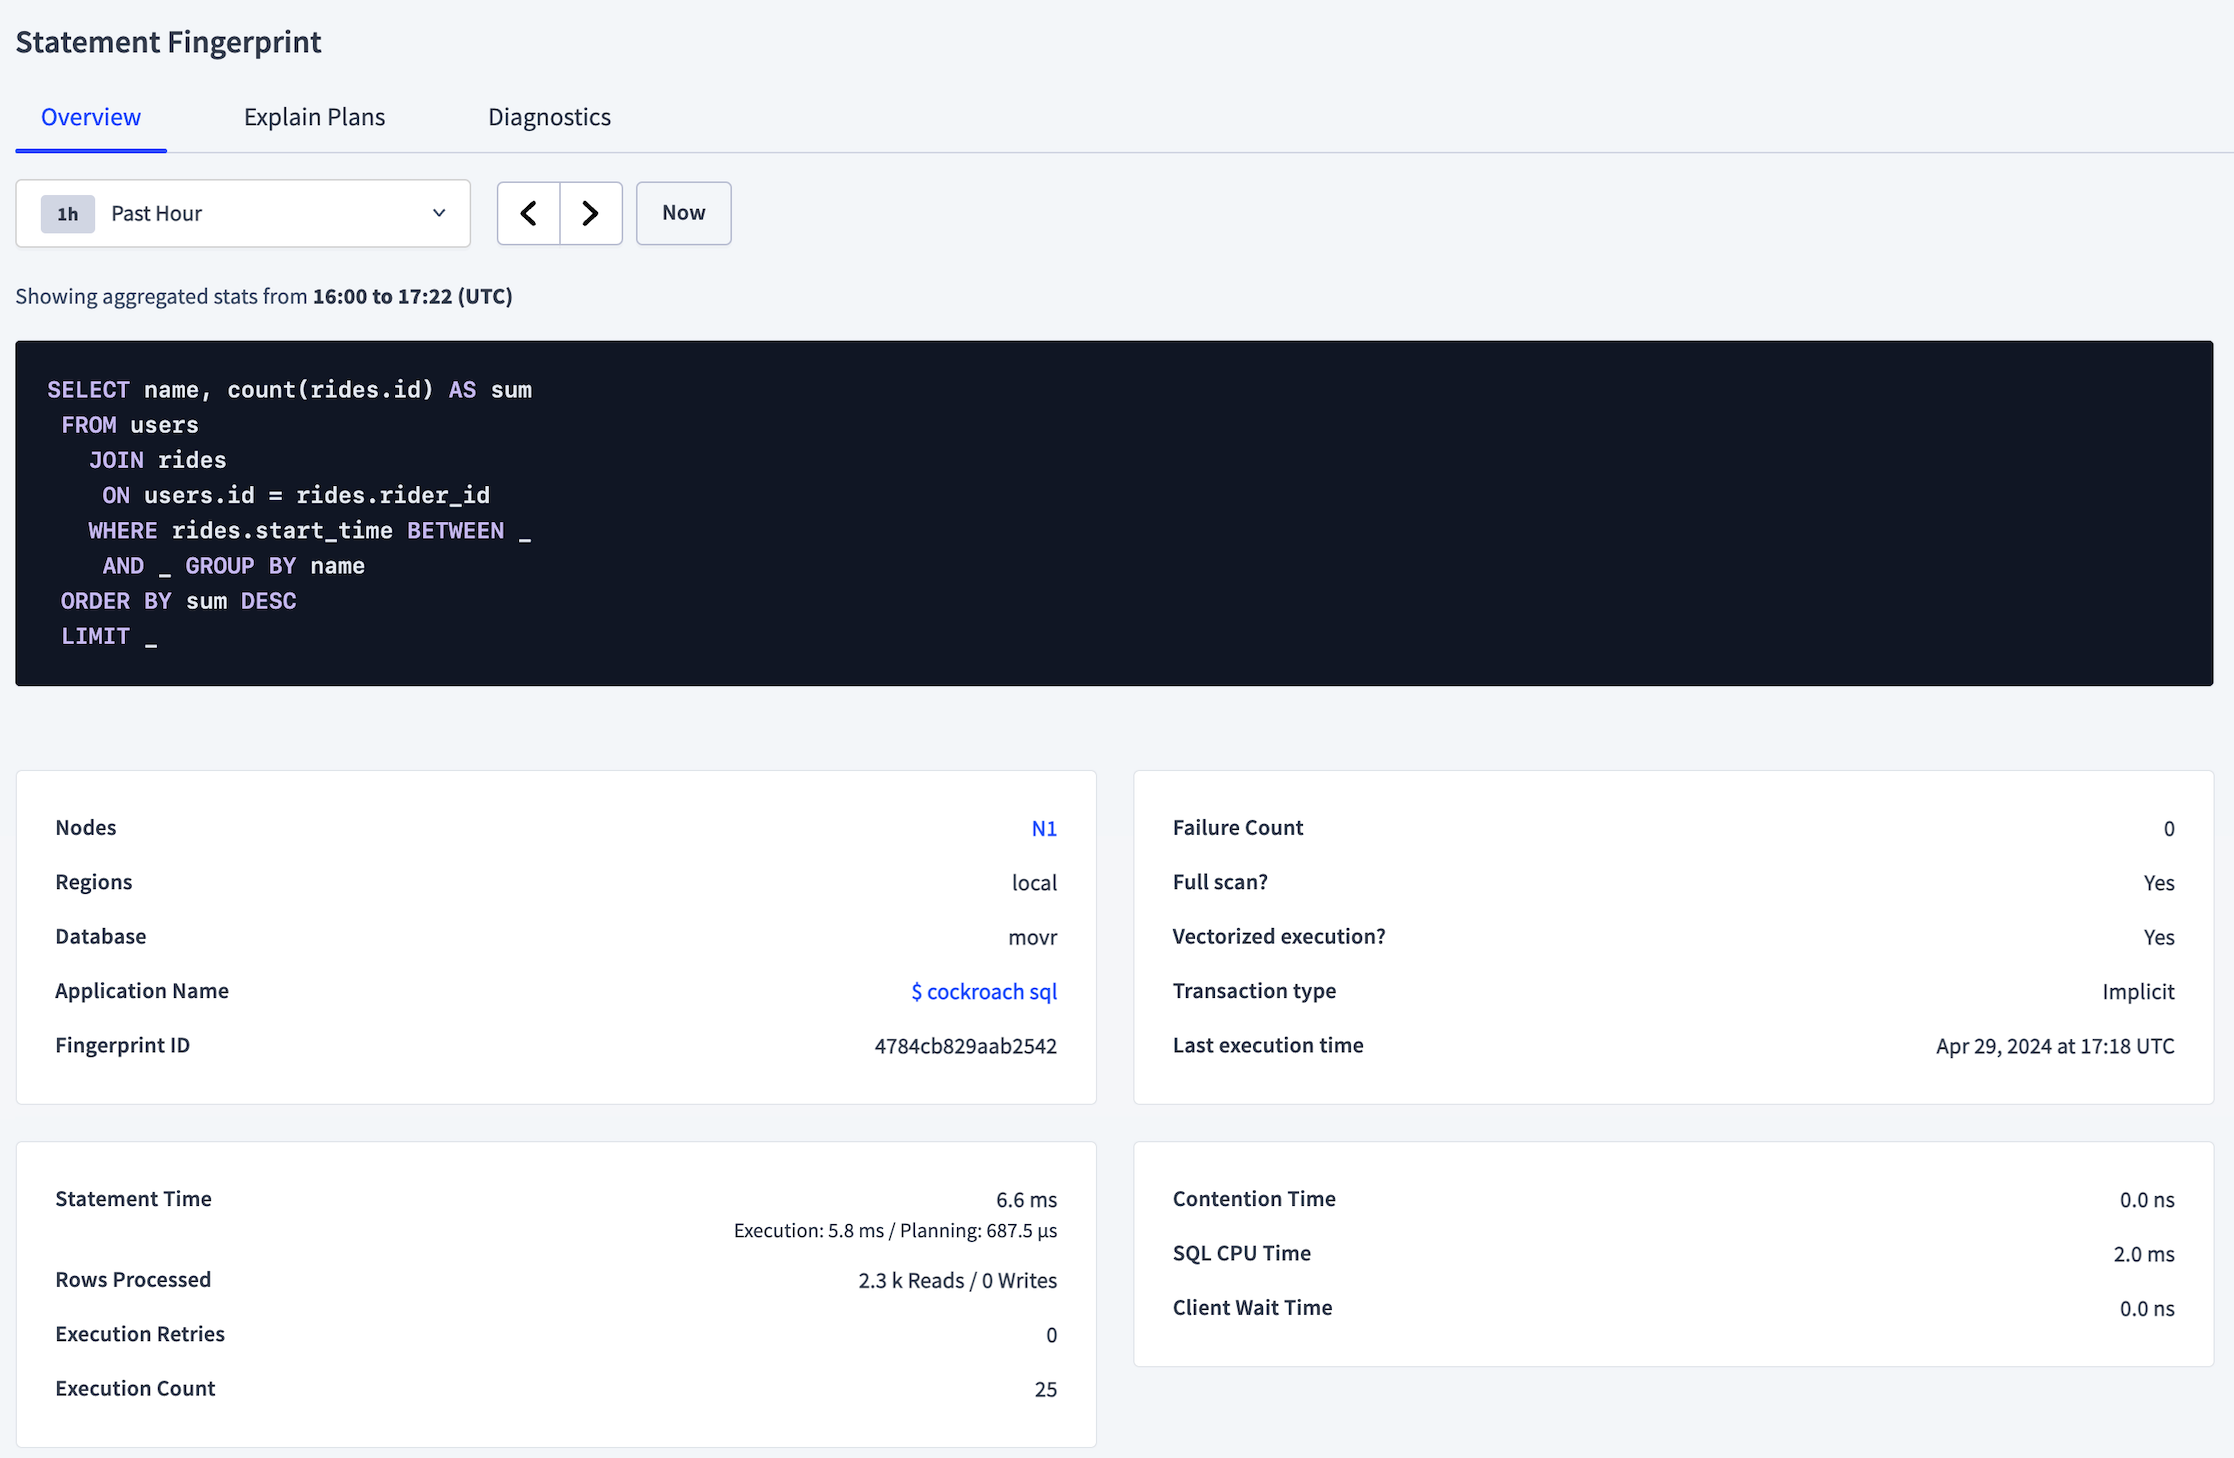 Statement Fingerprint
Overview Explain Plans Diagnostics
1h Past Hour Now
Showing aggregated stats from 16:00 to 17:22 (UTC)
SELECT name, count(rides.id) AS sum
FROM users
JOIN rides
ON users.id = rides.rider_id
WHERE rides.start_time BETWEEN _
AND _ GROUP BY name
ORDER BY sum DESC
LIMIT _
Nodes N1
Regions local
Database movr
Application Name $ cockroach sql
Fingerprint ID 4784cb829aab2542
Failure Count 0
Full scan? Yes
Vectorized execution? Yes
Transaction type Implicit
Last execution time Apr 29, 2024 at 17:18 UTC
Statement Time 6.6 ms
Execution: 5.8 ms / Planning: 687.5 µs
Rows Processed 2.3 k Reads / 0 Writes
Execution Retries 0
Execution Count 25
Contention Time 0.0 ns
SQL CPU Time 2.0 ms
Client Wait Time 0.0 ns